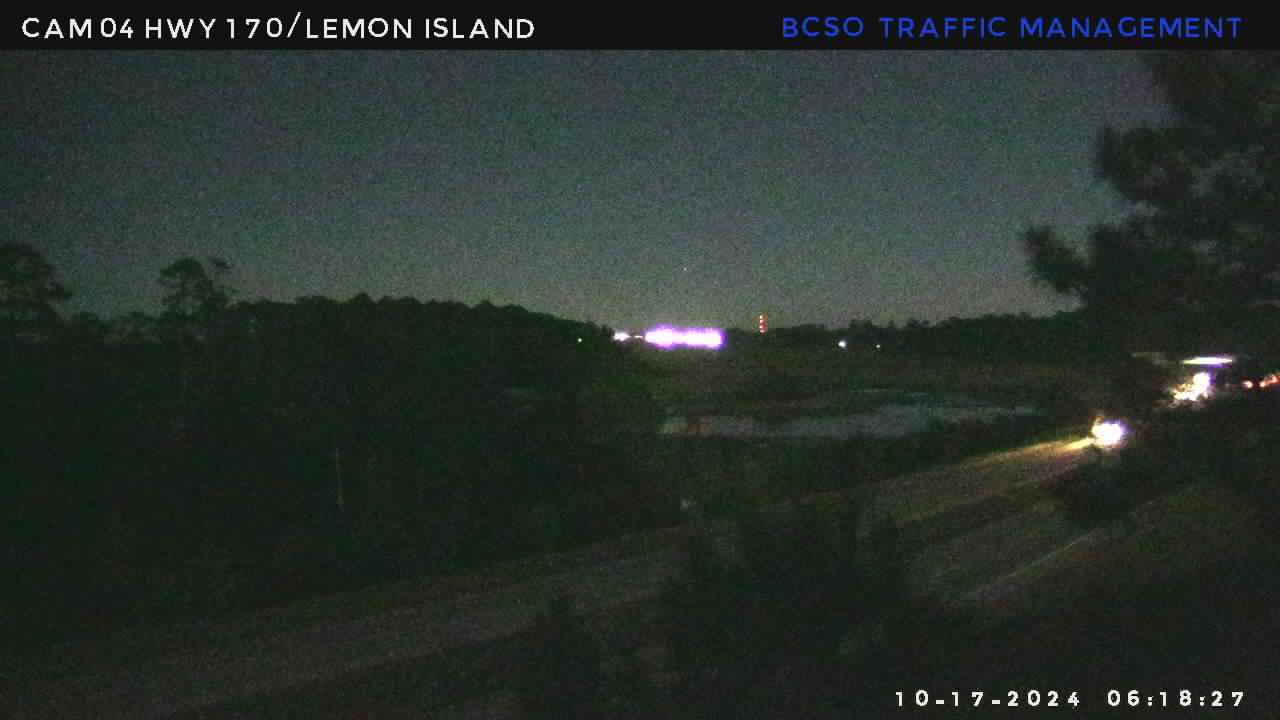 CAM04 HWY 170/LEMON ISLAND
BCSO TRAFFIC MANAGEMENT
10-17-2024 06:18:27